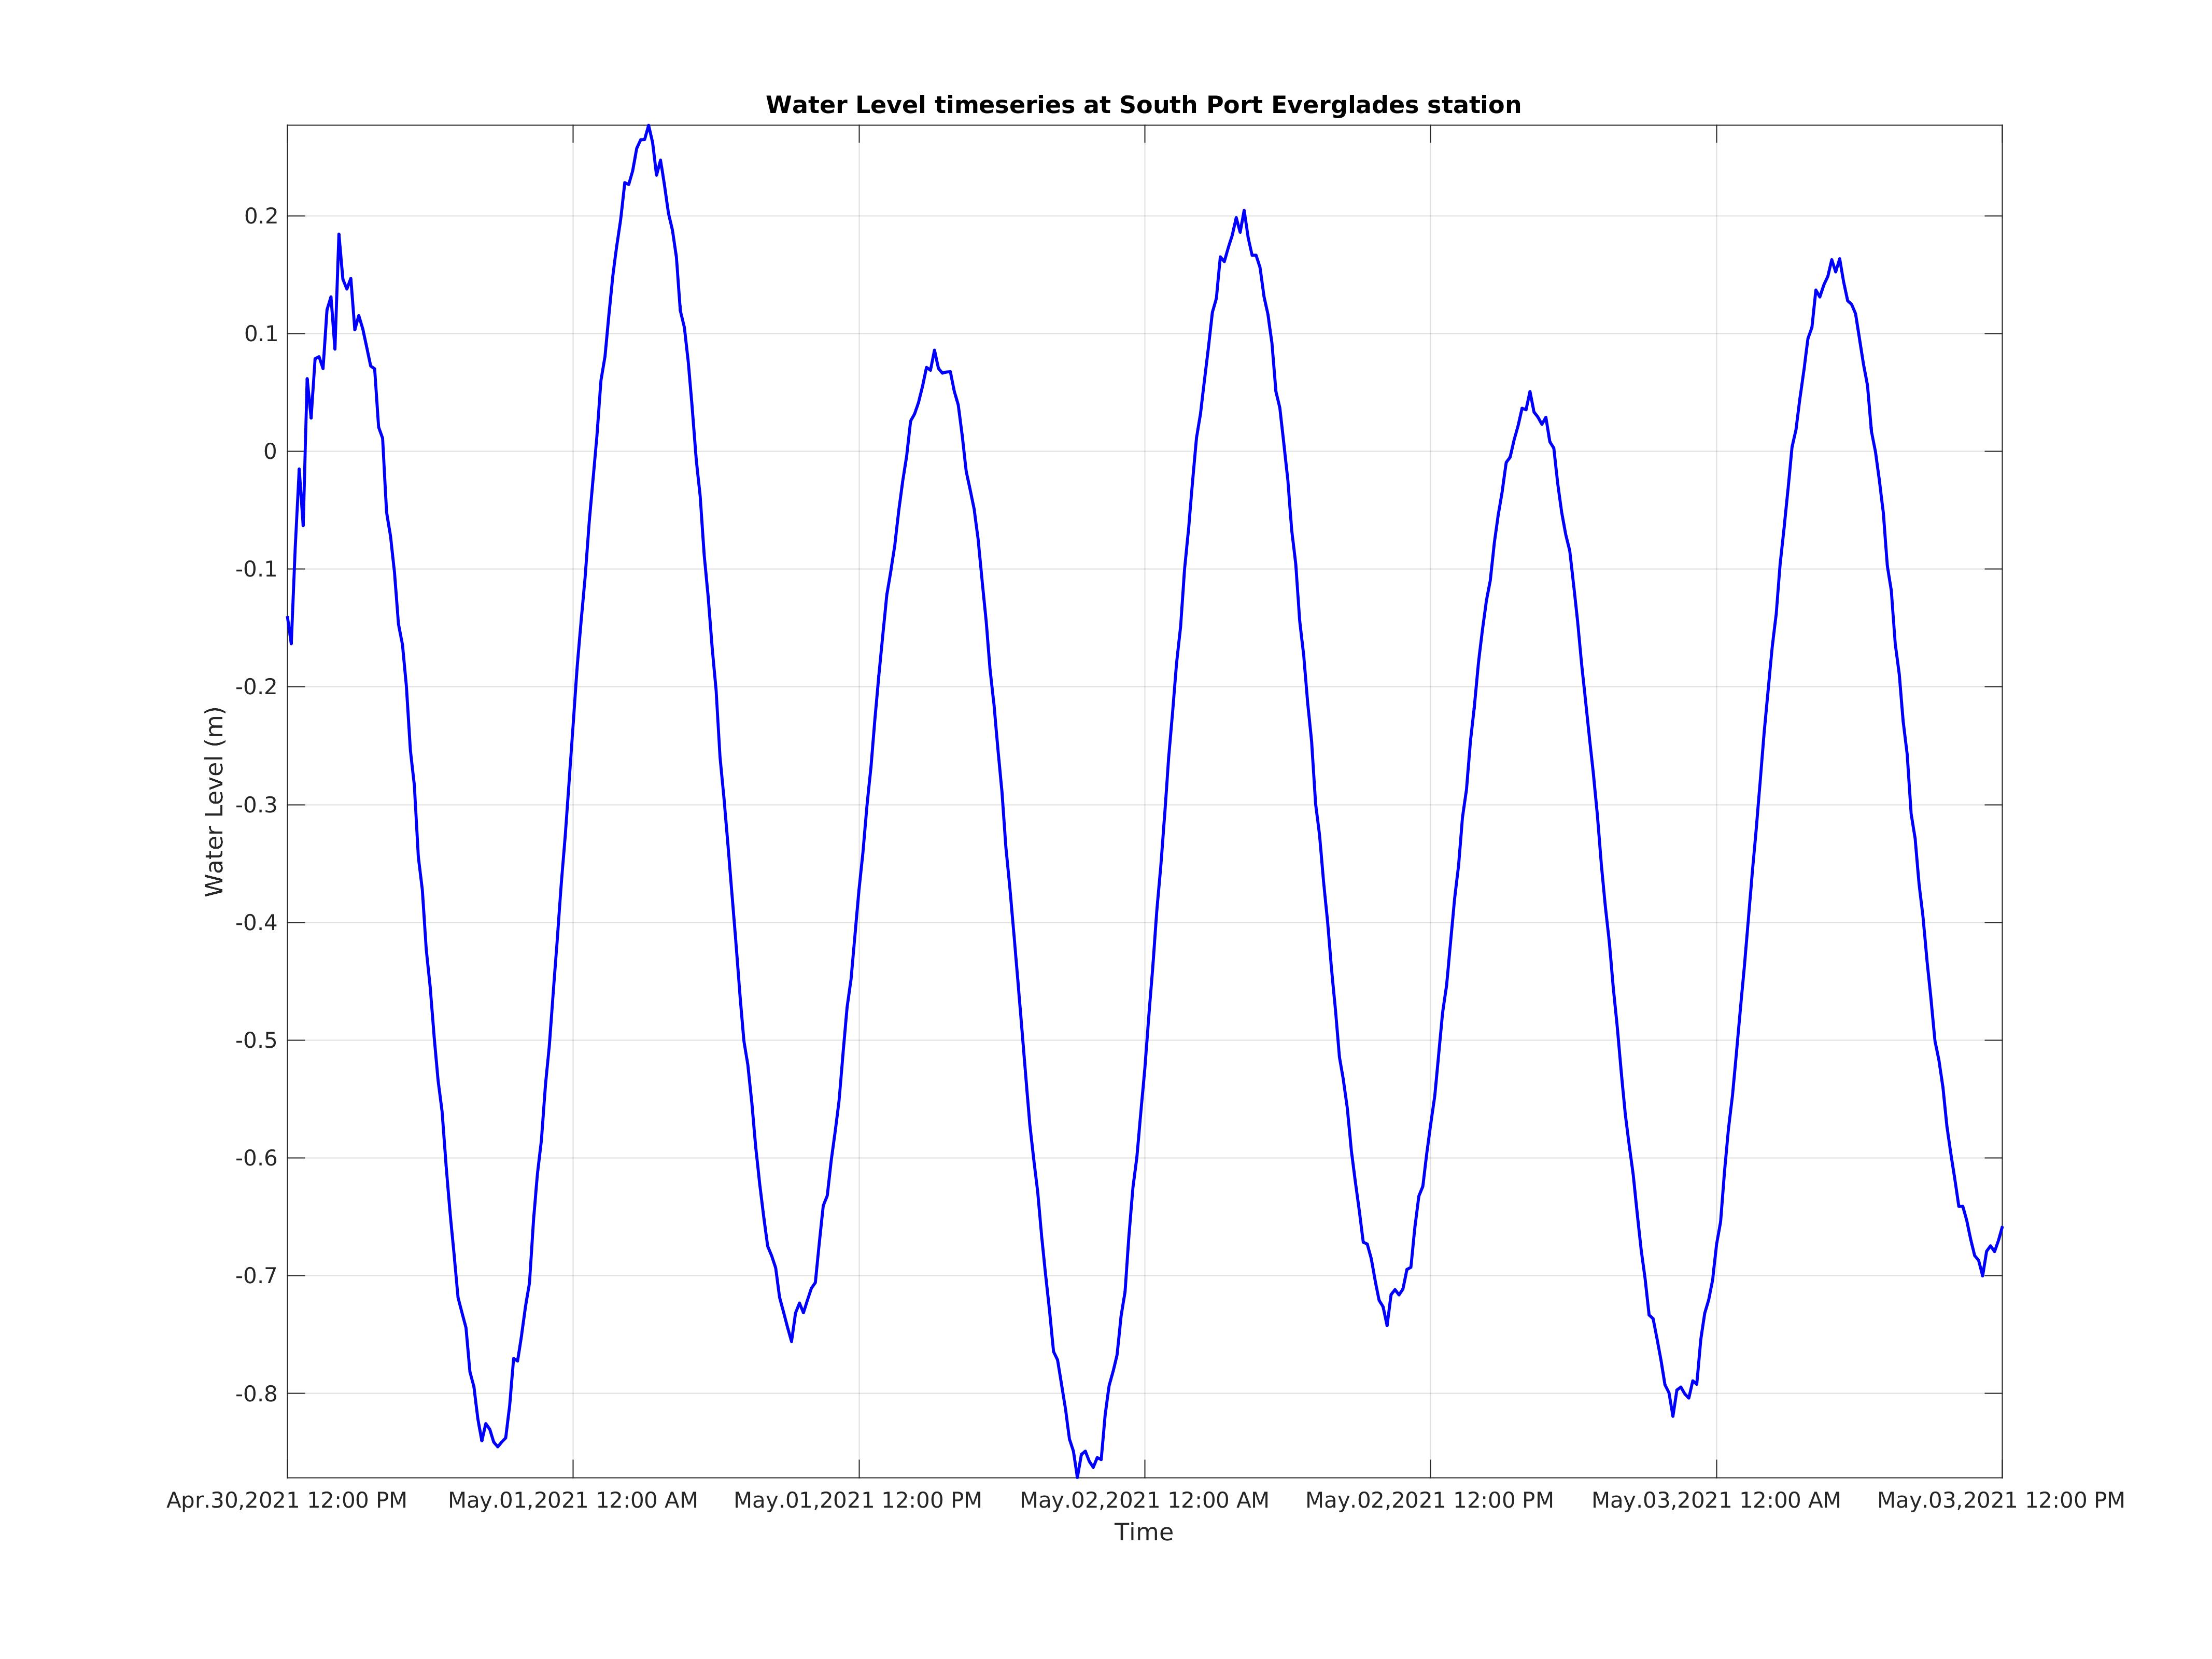 Water Level timeseries at South Port Everglades station
0.2
0.1
0
-0.1
-0.2
-0.3
-0.4
-0.5
-0.6
-0.7
-0.8
Water Level (m)
Apr.30,2021 12:00 PM May.01,2021 12:00 AM May.01,2021 12:00 PM May.02,2021 12:00 AM May.02,2021 12:00 PM May.03,2021 12:00 AM May.03,2021 12:00 PM
Time